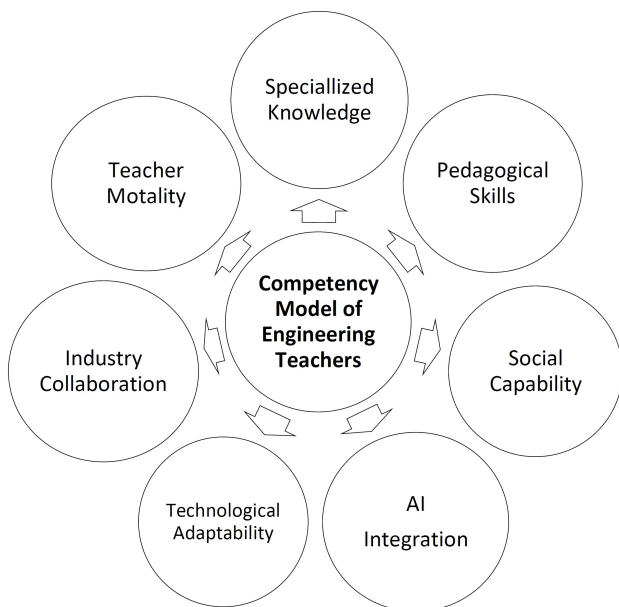 Speciallized
Knowledge
Pedagogical
Skills
Social
Capability
AI
Integration
Technological
Adaptability
Industry
Collaboration
Teacher
Motality
Competency
Model of
Engineering
Teachers